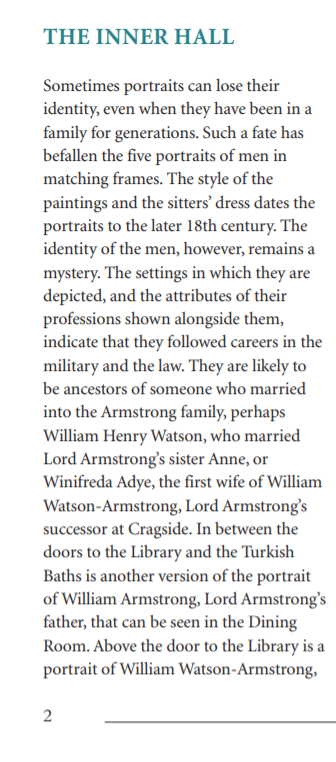 THE INNER HALL
Sometimes portraits can lose their
identity, even when they have been in a
family for generations. Such a fate has
befallen the five portraits of men in
matching frames. The style of the
paintings and the sitters’ dress dates the
portraits to the later 18th century. The
identity of the men, however, remains a
mystery. The settings in which they are
depicted, and the attributes of their
professions shown alongside them,
indicate that they followed careers in the
military and the law. They are likely to
be ancestors of someone who married
into the Armstrong family, perhaps
William Henry Watson, who married
Lord Armstrong’s sister Anne, or
Winifreda Adye, the first wife of William
Watson-Armstrong, Lord Armstrong’s
successor at Cragside. In between the
doors to the Library and the Turkish
Baths is another version of the portrait
of William Armstrong, Lord Armstrong’s
father, that can be seen in the Dining
Room. Above the door to the Library is a
portrait of William Watson-Armstrong,
2